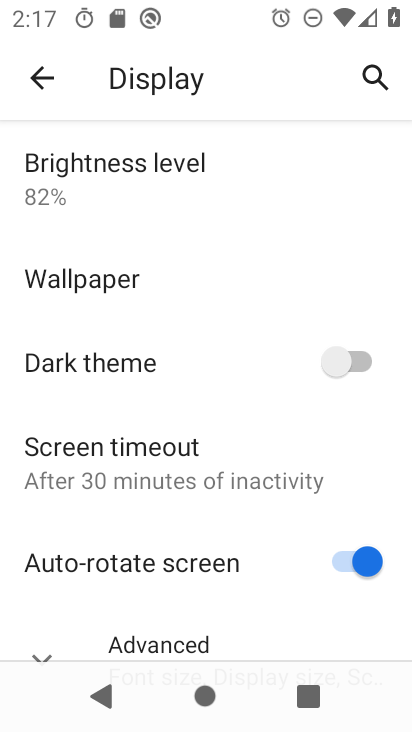 2:17
Display
Brightness level
82%
Wallpaper
Dark theme
Screen timeout
After 30 minutes of inactivity
Auto-rotate screen
Advanced
Font size, Display size, Sc...